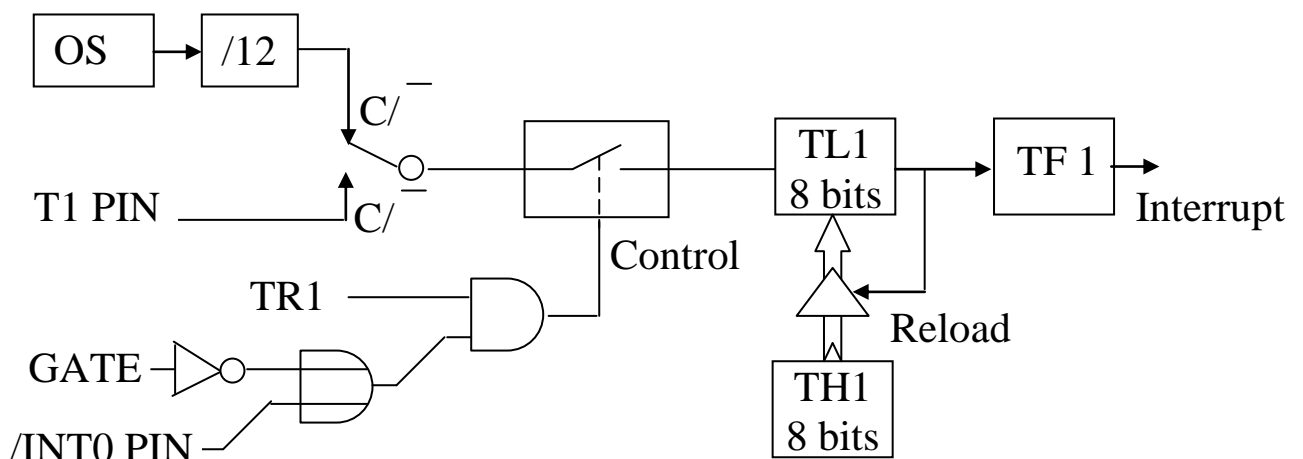 OS
/12
C/ ¯
T1 PIN
C/ ¯
TL1
8 bits
TF 1
Interrupt
Control
TR1
Reload
GATE
TH1
8 bits
/INT0 PIN